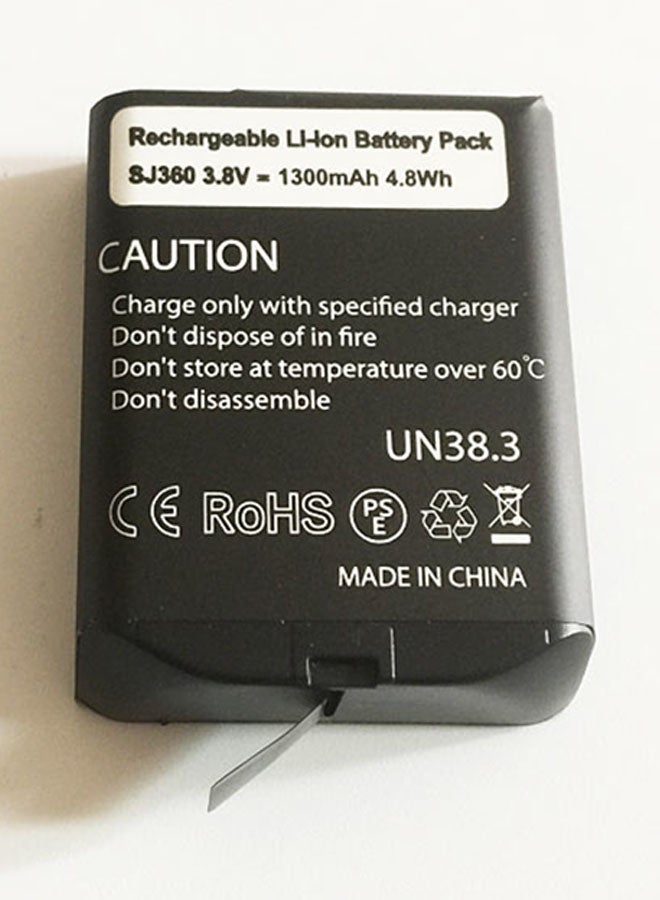 Rechargeable LI-Ion Battery Pack
SJ360 3.8V = 1300mAh 4.8Wh
CAUTION
Charge only with specified charger
Don't dispose of in fire
Don't store at temperature over 60℃
Don't disassemble
UN38.3
CE RoHS PSE
MADE IN CHINA